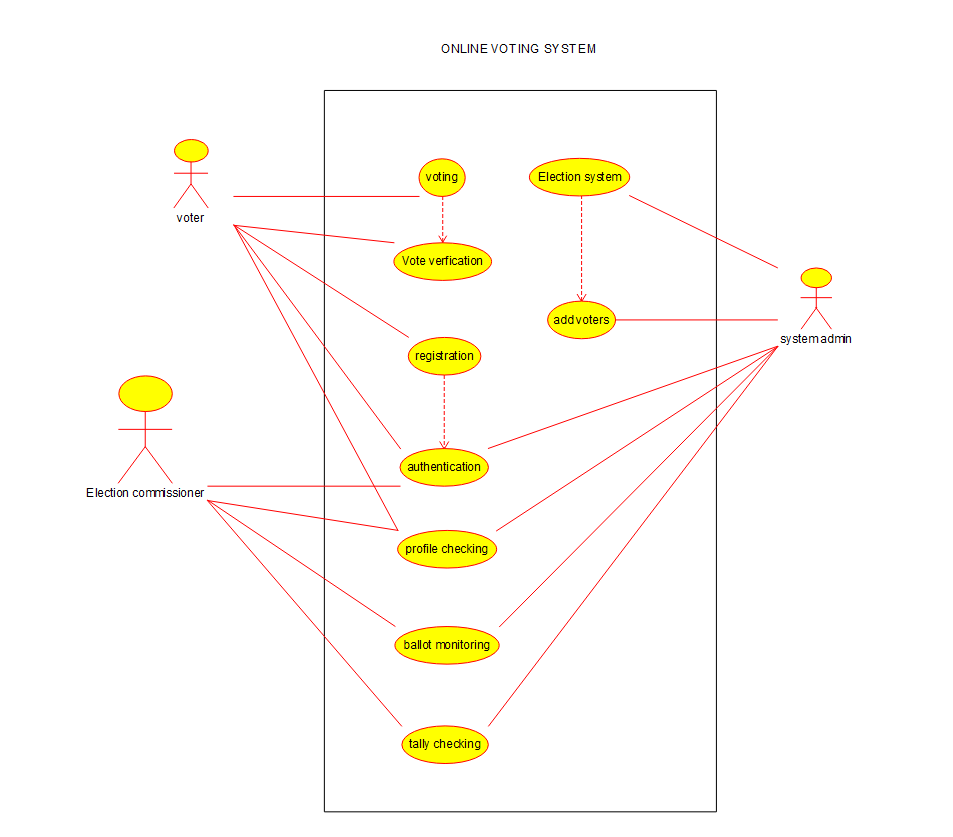 ONLINE VOTING SYSTEM
voting
Election system
voter
Vote verfication
add voters
system admin
registration
authentication
Election commissioner
profile checking
ballot monitoring
tally checking